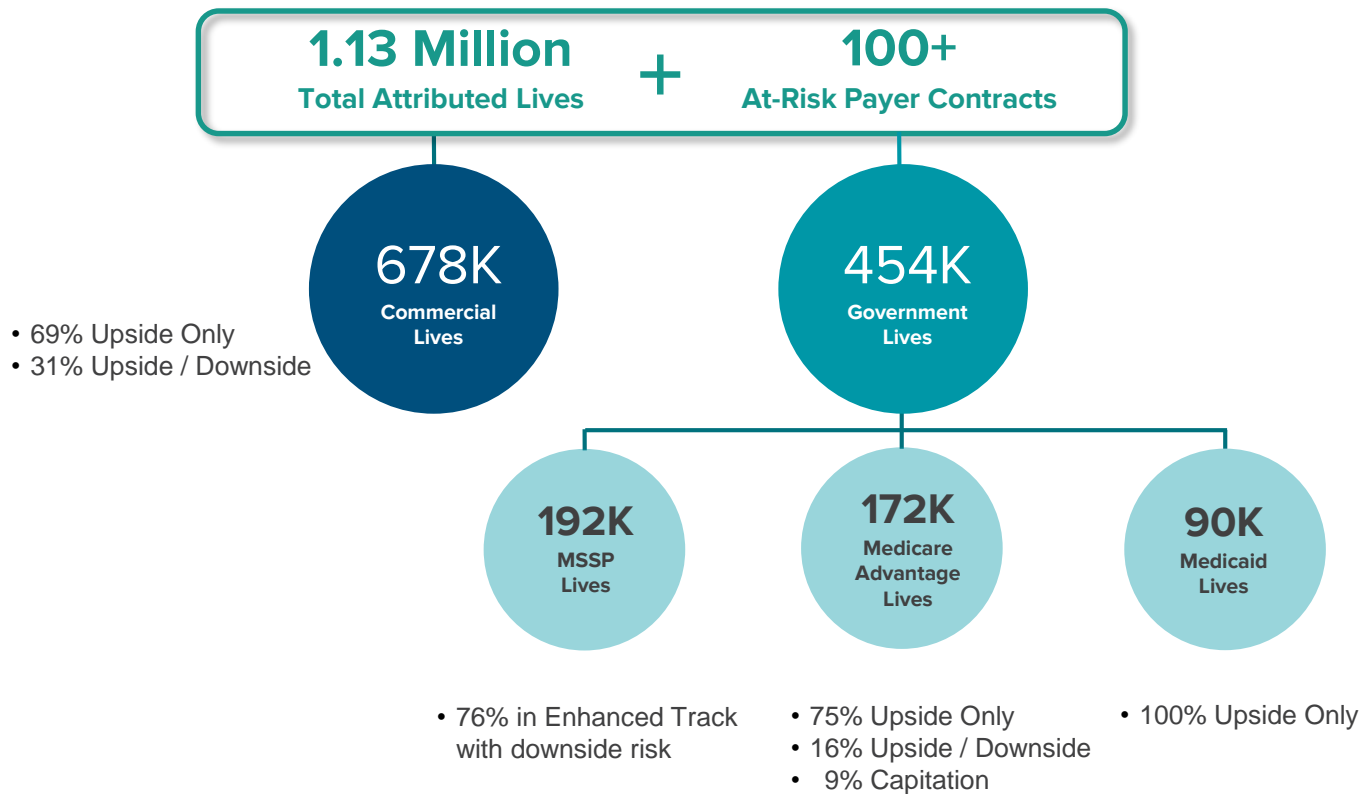 1.13 Million
Total Attributed Lives
+
100+
At-Risk Payer Contracts
678K
Commercial
Lives
• 69% Upside Only
• 31% Upside / Downside
454K
Government
Lives
192K
MSSP
Lives
172K
Medicare
Advantage
Lives
90K
Medicaid
Lives
• 76% in Enhanced Track
with downside risk
• 75% Upside Only
• 16% Upside / Downside
• 9% Capitation
• 100% Upside Only